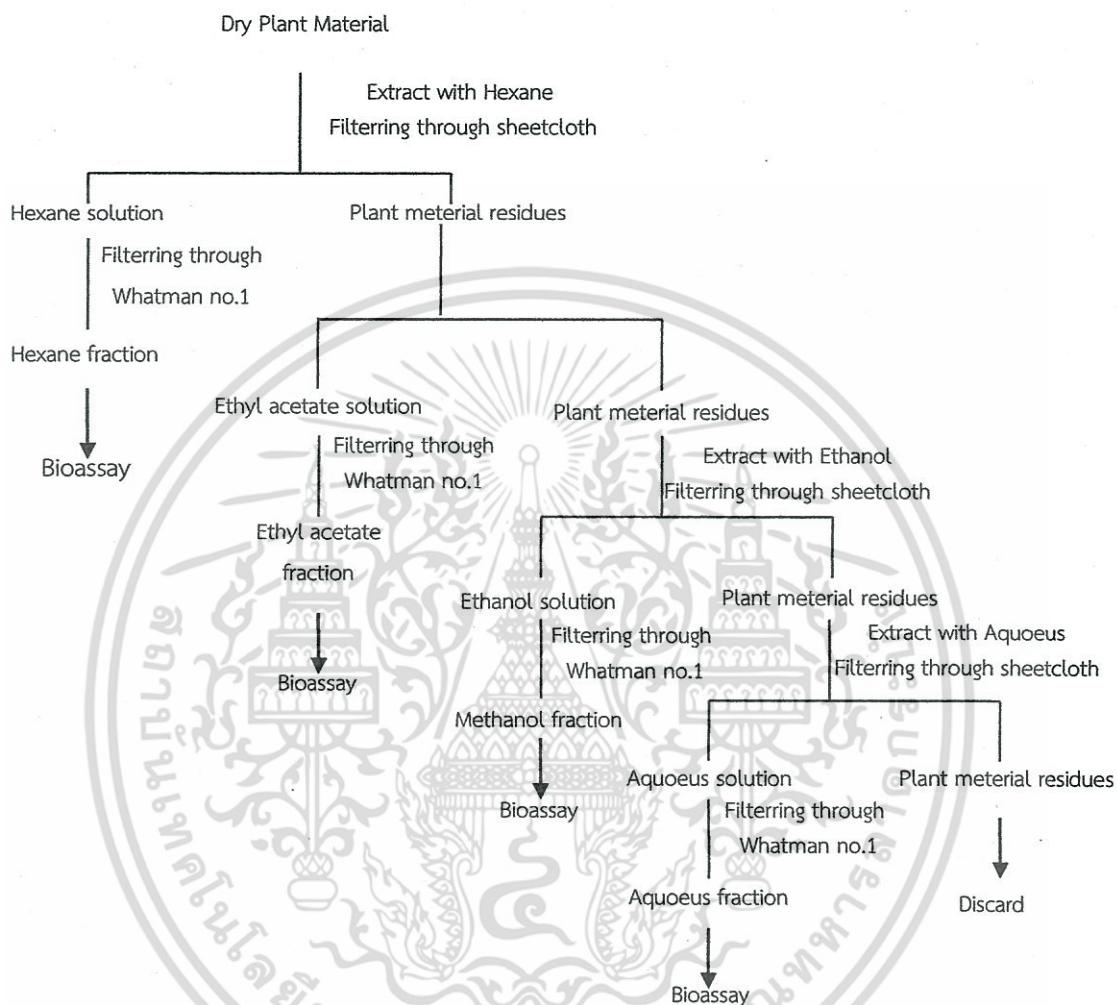 Dry Plant Material
Extract with Hexane
Filterring through sheetcloth
Hexane solution
Plant meterial residues
Filterring through
Whatman no.1
Hexane fraction
Bioassay
Ethyl acetate solution
Plant meterial residues
Filterring through
Whatman no.1
Extract with Ethanol
Filterring through sheetcloth
Ethyl acetate
fraction
Bioassay
Ethanol solution
Plant meterial residues
Filterring through
Whatman no.1
Extract with Aquoeus
Filterring through sheetcloth
Methanol fraction
Bioassay
Aquoeus solution
Plant meterial residues
Filterring through
Whatman no.1
Aquoeus fraction
Discard
Bioassay